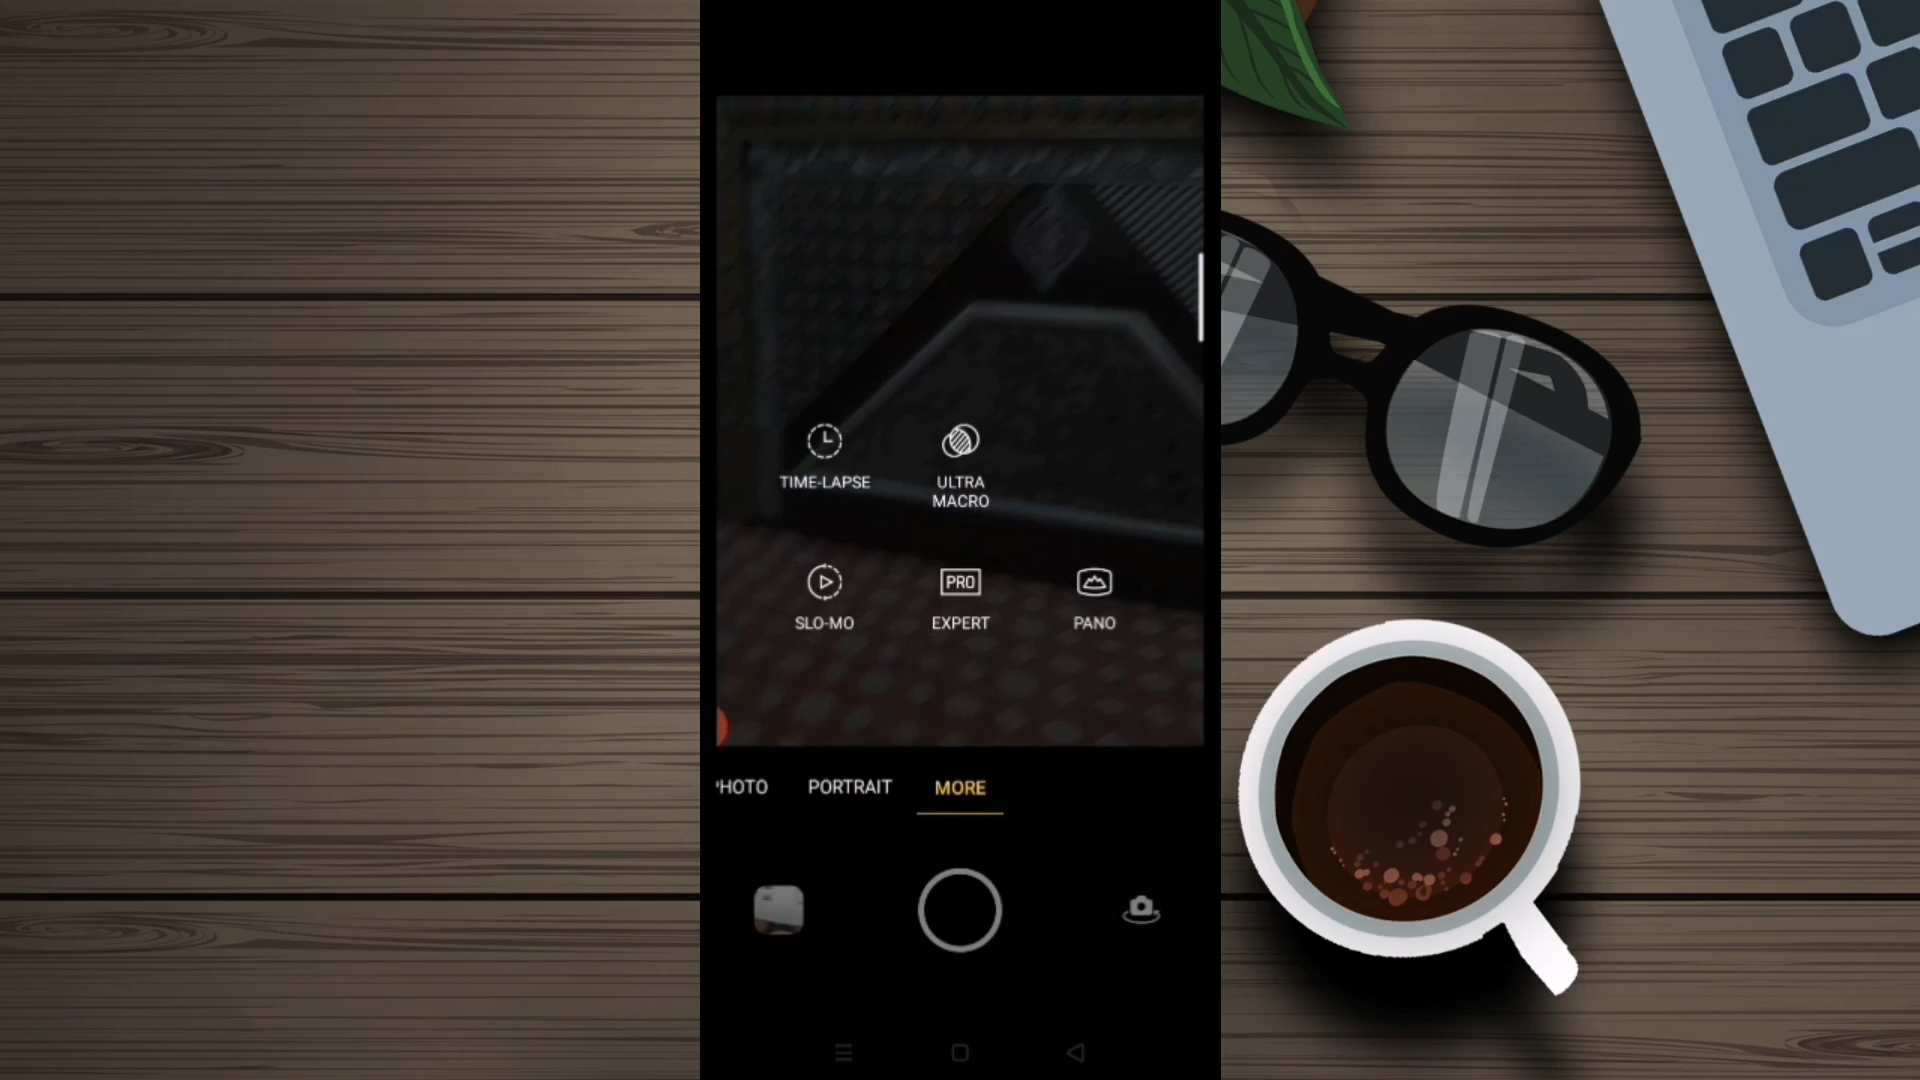 TIME-LAPSE
ULTRA
MACRO
SLO-MO
PRO
EXPERT
PANO
HOTO
PORTRAIT
MORE